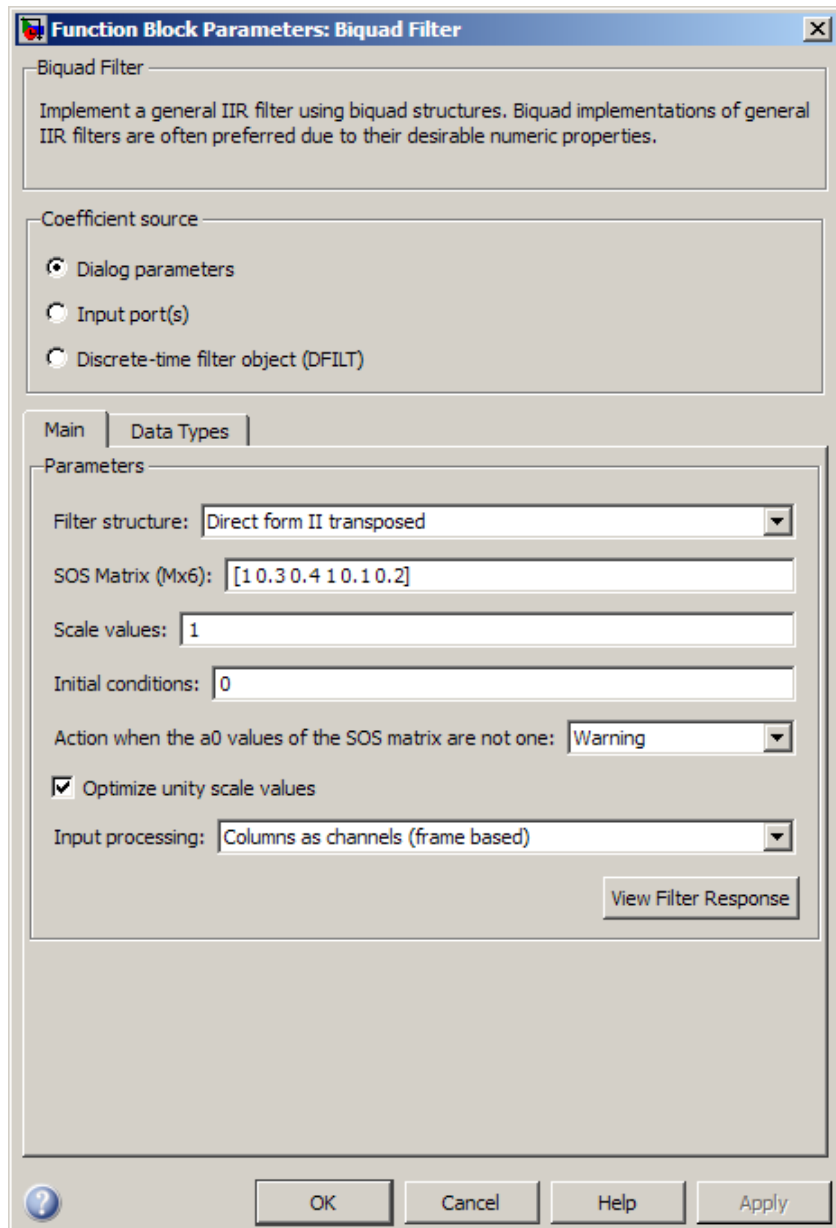 Function Block Parameters: Biquad Filter
Biquad Filter
Implement a general IIR filter using biquad structures. Biquad implementations of general
IIR filters are often preferred due to their desirable numeric properties.
Coefficient source
Dialog parameters
Input port(s)
Discrete-time filter object (DFILT)
Main Data Types
Parameters
Filter structure: Direct form II transposed
SOS Matrix (Mx6): [1 0.3 0.4 1 0.1 0.2]
Scale values: 1
Initial conditions: 0
Action when the a0 values of the SOS matrix are not one: Warning
Optimize unity scale values
Input processing: Columns as channels (frame based)
View Filter Response
? OK Cancel Help Apply